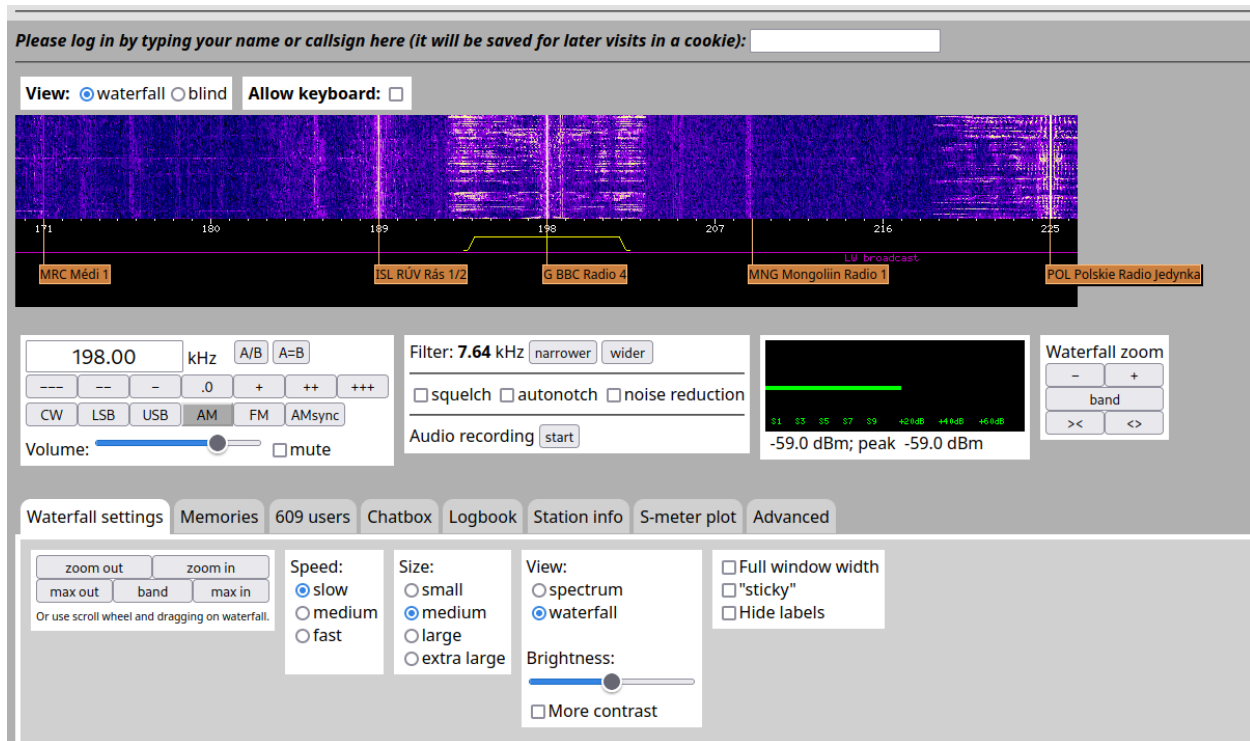 Please log in by typing your name or callsign here (it will be saved for later visits in a cookie):
View: waterfall blind Allow keyboard:
171 180 189 198 207 216 225
LW broadcast
MRC Médi 1 ISL RÚV Rás 1/2 G BBC Radio 4 MNG Mongoliin Radio 1 POL Polskie Radio Jedynka
198.00 kHz A/B A=B
--- -- - .0 + ++ +++
CW LSB USB AM FM AMsync
Volume: mute
Filter: 7.64 kHz narrower wider
squelch autonotch noise reduction
Audio recording start
S1 S3 S5 S7 S9 +20dB +40dB +60dB
-59.0 dBm; peak -59.0 dBm
Waterfall zoom
- +
band
>< <>
Waterfall settings Memories 609 users Chatbox Logbook Station info S-meter plot Advanced
zoom out zoom in
max out band max in
Or use scroll wheel and dragging on waterfall.
Speed:
slow
medium
fast
Size:
small
medium
large
extra large
View:
spectrum
waterfall
Brightness:
More contrast
Full window width
"sticky"
Hide labels